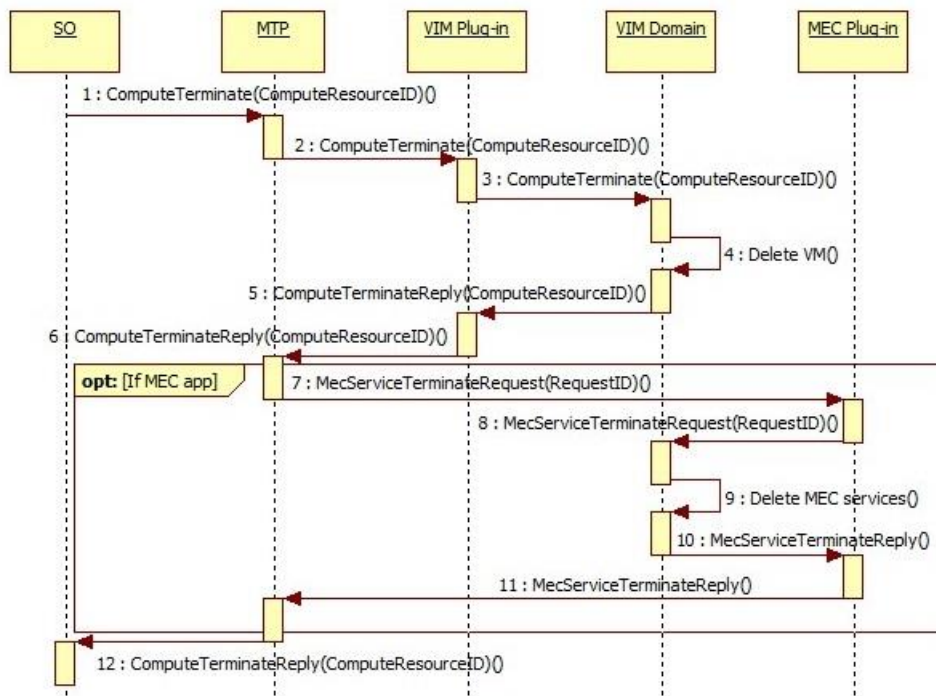 SO
MTP
VIM Plug-in
VIM Domain
MEC Plug-in
1 : ComputeTerminate(ComputeResourceID)()
2 : ComputeTerminate(ComputeResourceID)()
3 : ComputeTerminate(ComputeResourceID)()
4 : Delete VM()
5 : ComputeTerminateReply(ComputeResourceID)()
6 : ComputeTerminateReply(ComputeResourceID)()
opt: [If MEC app]
7 : MecServiceTerminateRequest(RequestID)()
8 : MecServiceTerminateRequest(RequestID)()
9 : Delete MEC services()
10 : MecServiceTerminateReply()
11 : MecServiceTerminateReply()
12 : ComputeTerminateReply(ComputeResourceID)()